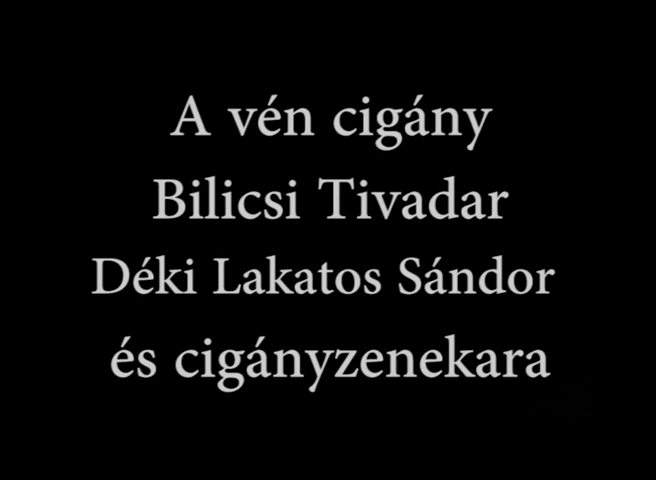 A vén cigány
Bilicsi Tivadar
Déki Lakatos Sándor
és cigányzenekara